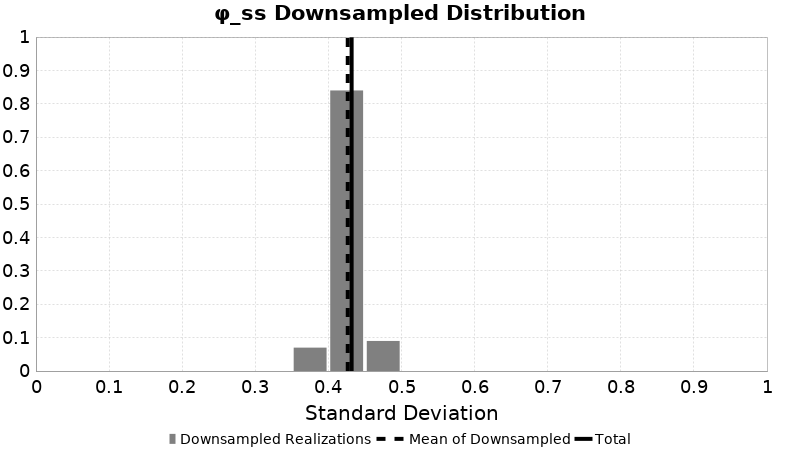 φ_ss Downsampled Distribution
1
0.9
0.8
0.7
0.6
0.5
0.4
0.3
0.2
0.1
0
0 0.1 0.2 0.3 0.4 0.5 0.6 0.7 0.8 0.9 1
Standard Deviation
Downsampled Realizations Mean of Downsampled Total